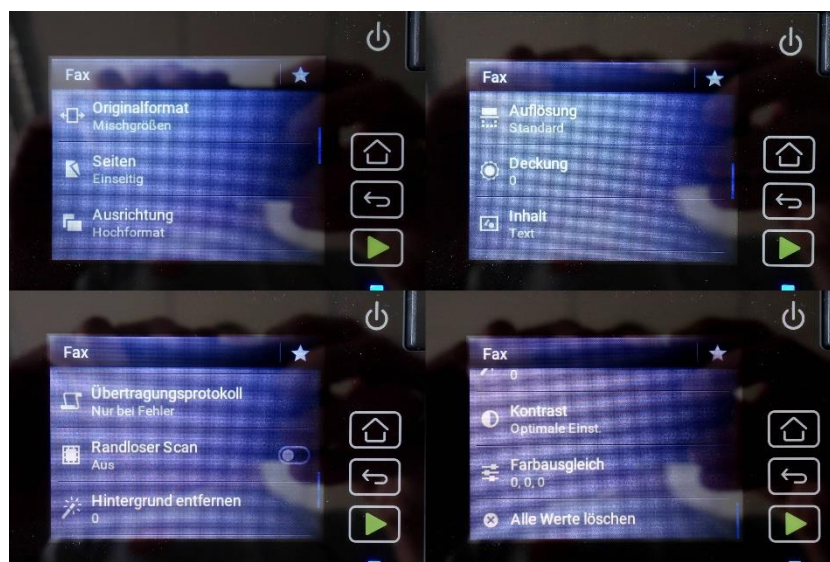 Fax
Originalformat
Mischgrößen
Seiten
Einseitig
Ausrichtung
Hochformat
Fax
Auflösung
Standard
Deckung
0
Inhalt
Text
Fax
Übertragungsprotokoll
Nur bei Fehler
Randloser Scan
Aus
Hintergrund entfernen
0
Fax
0
Kontrast
Optimale Einst.
Farbausgleich
0, 0, 0
Alle Werte löschen